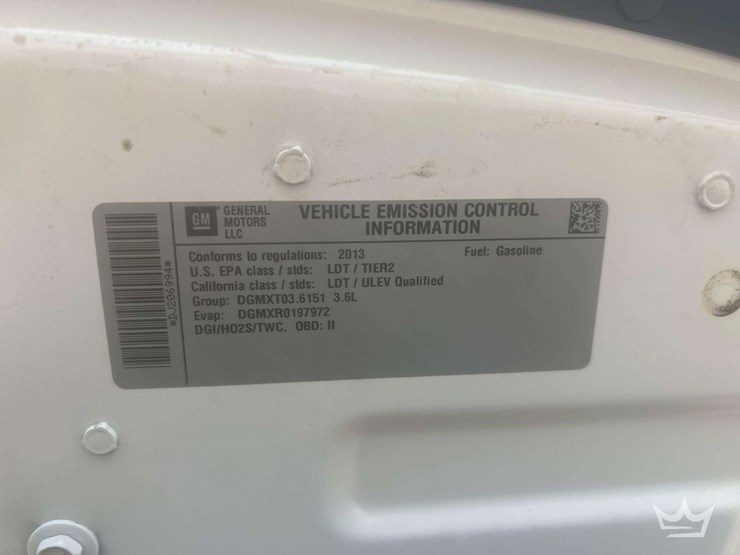 GM
GENERAL
MOTORS
LLC
VEHICLE EMISSION CONTROL
INFORMATION
Conforms to regulations: 2013
Fuel: Gasoline
U.S. EPA class / stds: LDT / TIER2
California class / stds: LDT / ULEV Qualified
Group: DGMXT03.6151 3.6L
Evap: DGMXR0197972
DGI/HO2S/TWC, OBD: II
*DJ206994*